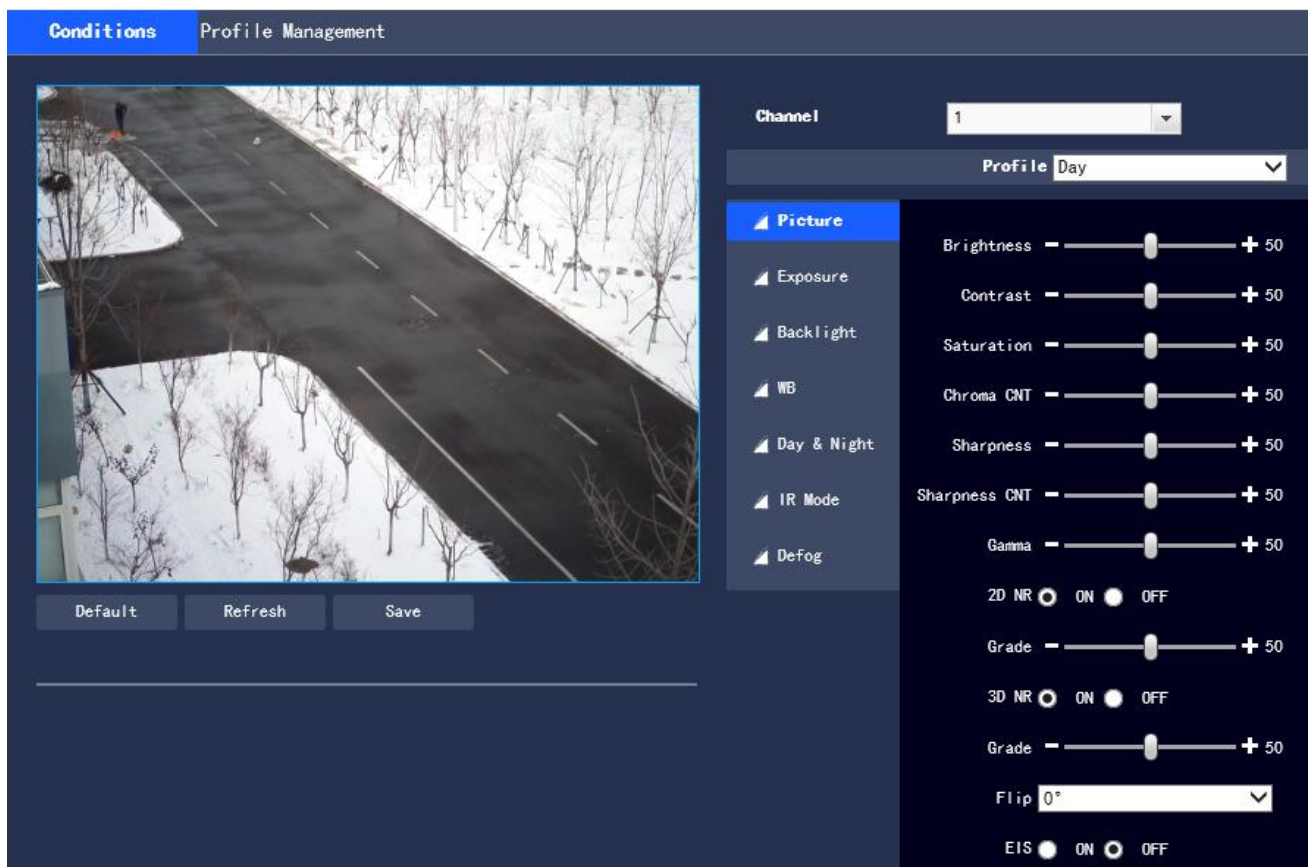 Conditions Profile Management
Channel 1
Profile Day
Picture
Exposure
Backlight
WB
Day & Night
IR Mode
Defog
Brightness 50
Contrast 50
Saturation 50
Chroma CNT 50
Sharpness 50
Sharpness CNT 50
Gamma 50
2D NR ON OFF
Grade 50
3D NR ON OFF
Grade 50
Flip 0°
EIS ON OFF
Default Refresh Save